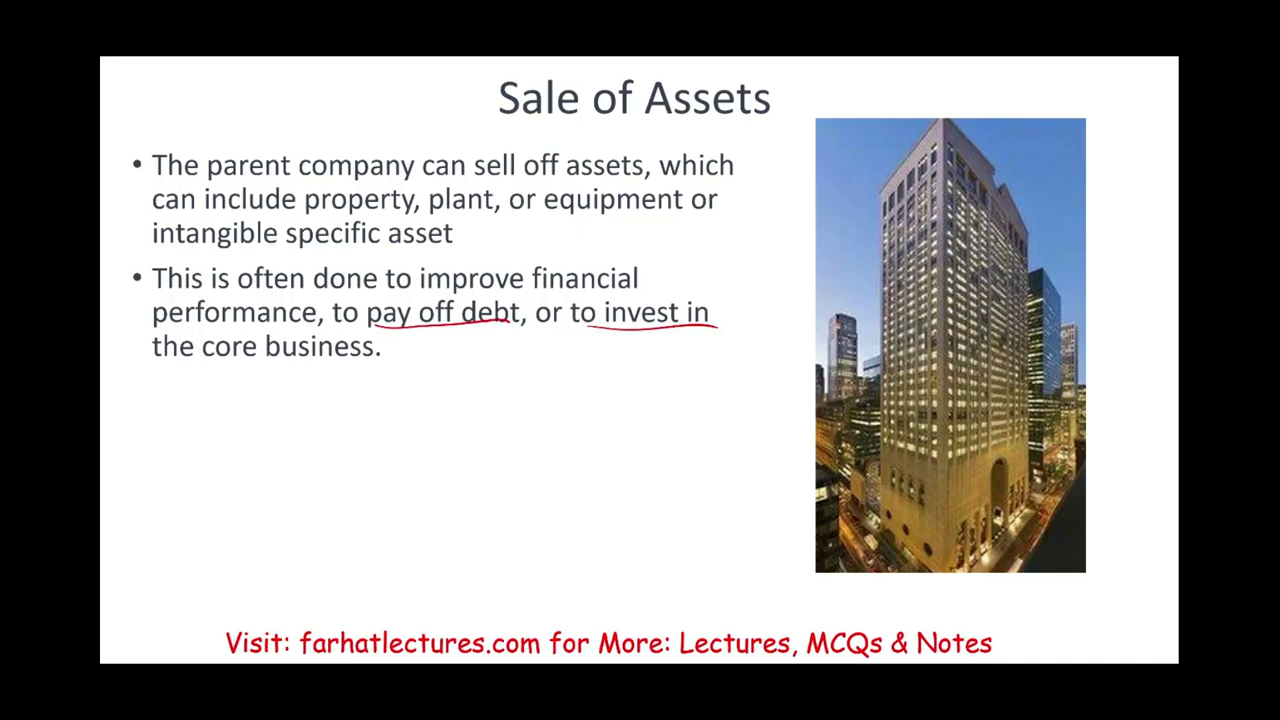 Sale of Assets
• The parent company can sell off assets, which
can include property, plant, or equipment or
intangible specific asset
• This is often done to improve financial
performance, to pay off debt, or to invest in
the core business.
Visit: farhatlectures.com for More: Lectures, MCQs & Notes